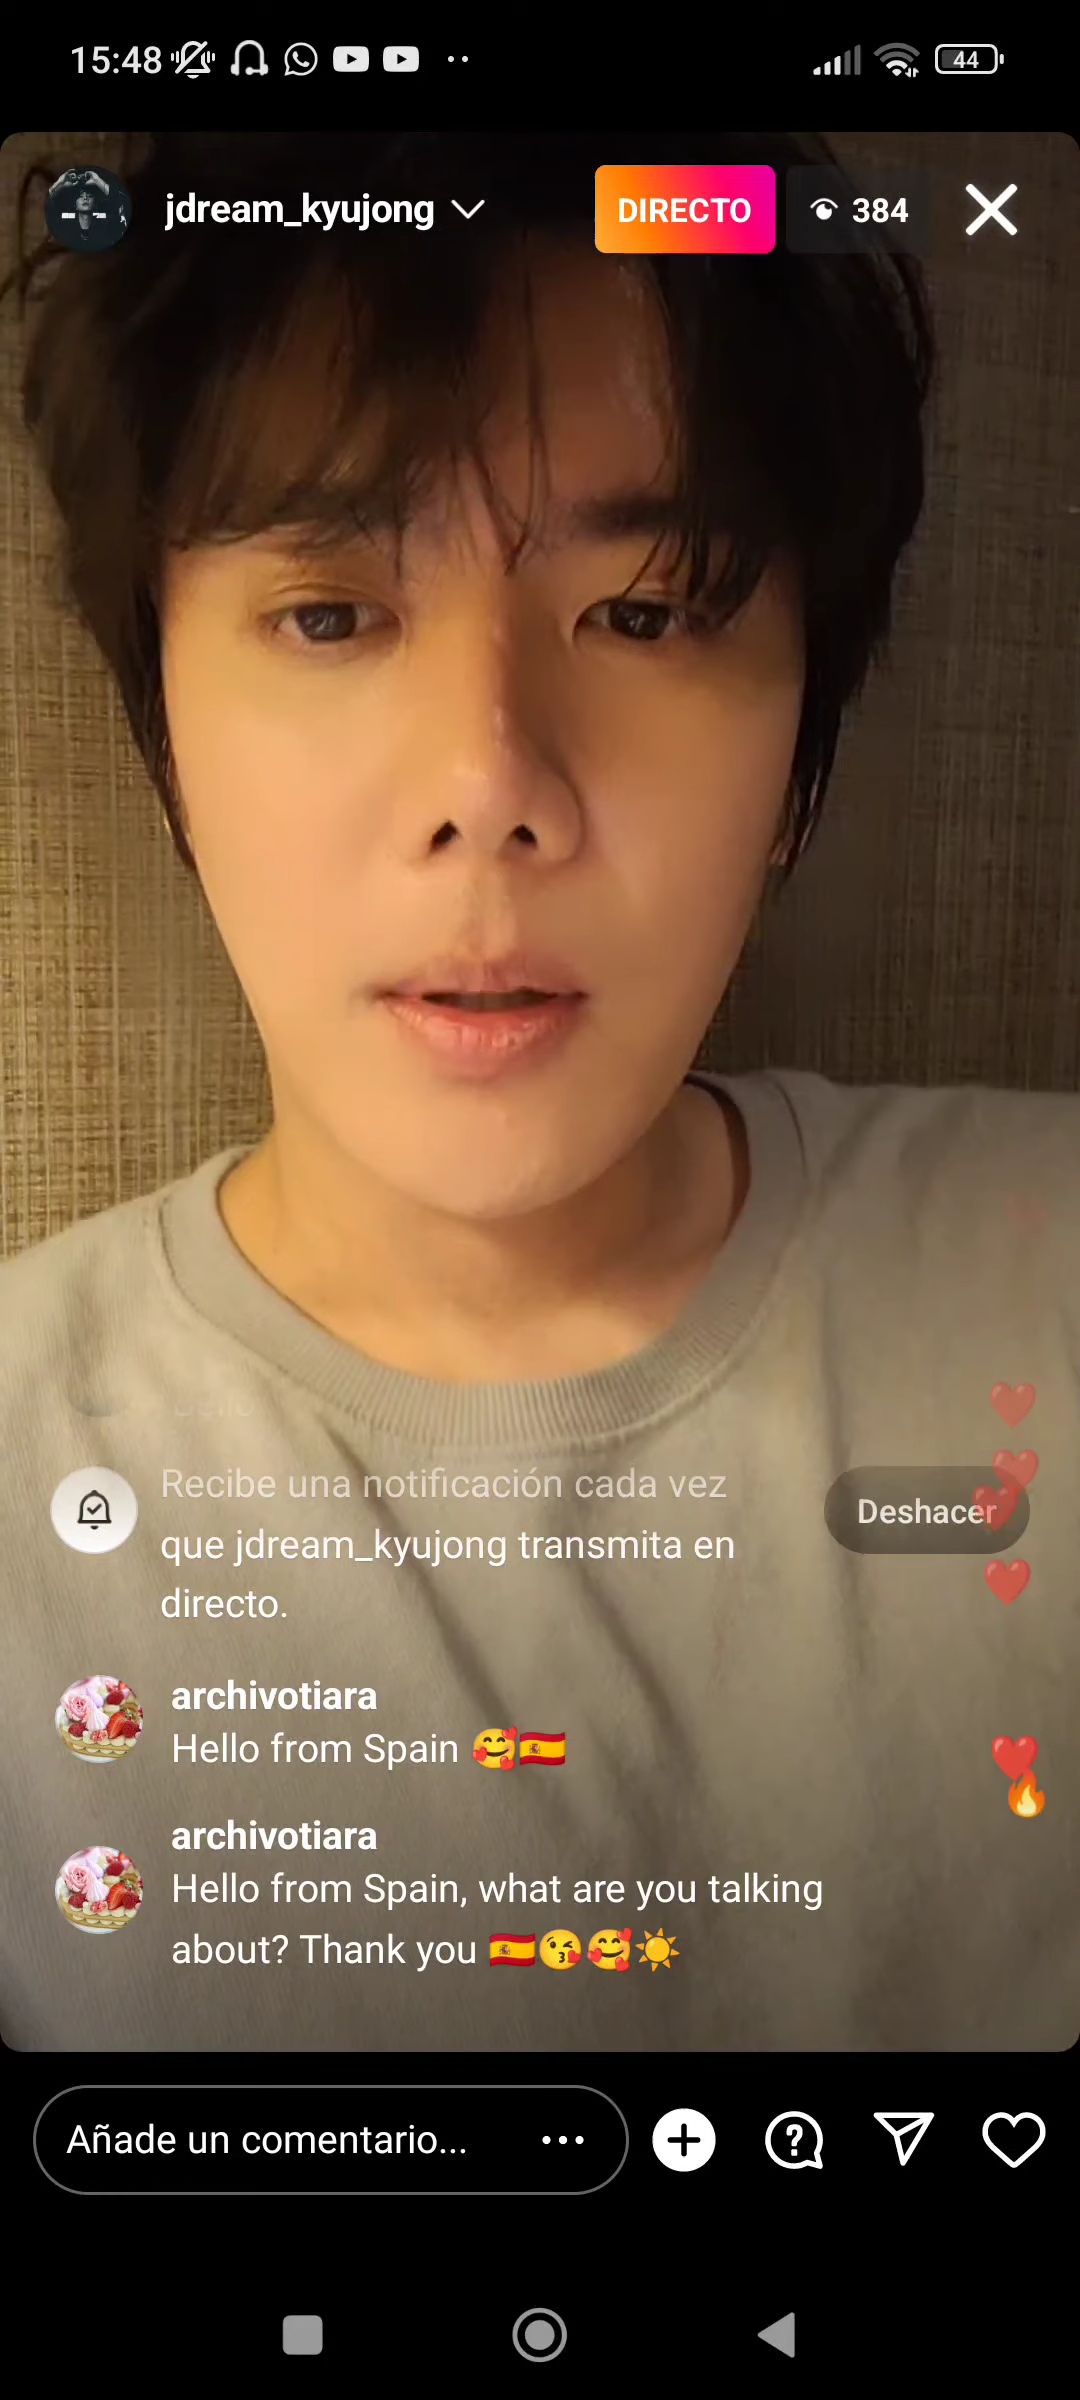 15:48
44
jdream_kyujong
DIRECTO
384
Recibe una notificación cada vez
que jdream_kyujong transmita en
directo.
Deshacer
archivotiara
Hello from Spain 🥰🇪🇸
archivotiara
Hello from Spain, what are you talking
about? Thank you 🇪🇸😘🥰☀️
Añade un comentario...